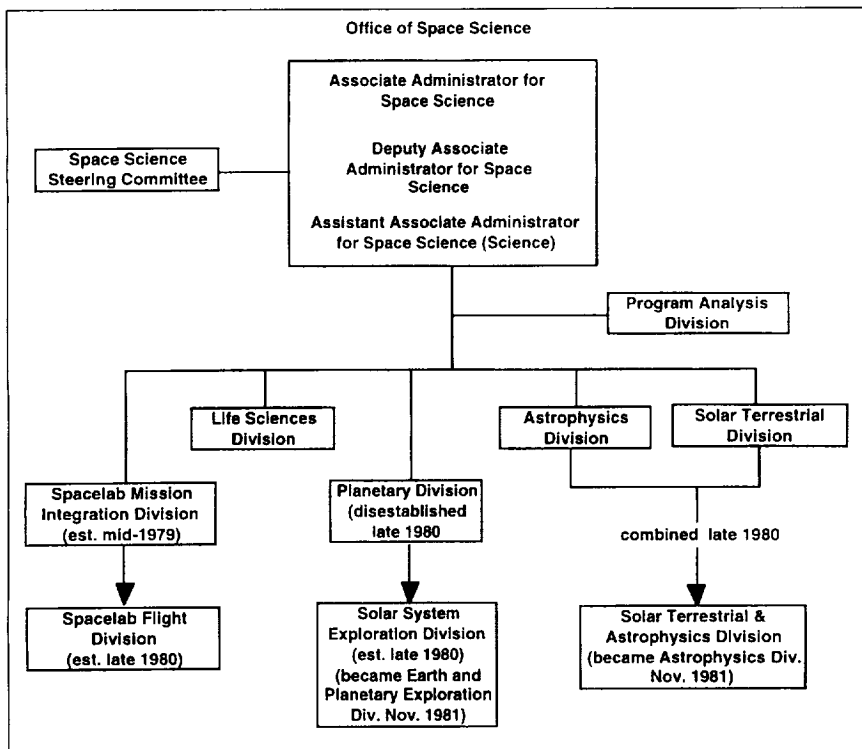 Office of Space Science
Associate Administrator for
Space Science
Deputy Associate
Administrator for Space
Science
Assistant Associate Administrator
for Space Science (Science)
Space Science
Steering Committee
Program Analysis
Division
Life Sciences
Division
Astrophysics
Division
Solar Terrestrial
Division
Spacelab Mission
Integration Division
(est. mid-1979)
Planetary Division
(disestablished
late 1980
combined late 1980
Spacelab Flight
Division
(est. late 1980)
Solar System
Exploration Division
(est. late 1980)
(became Earth and
Planetary Exploration
Div. Nov. 1981)
Solar Terrestrial &
Astrophysics Division
(became Astrophysics Div.
Nov. 1981)